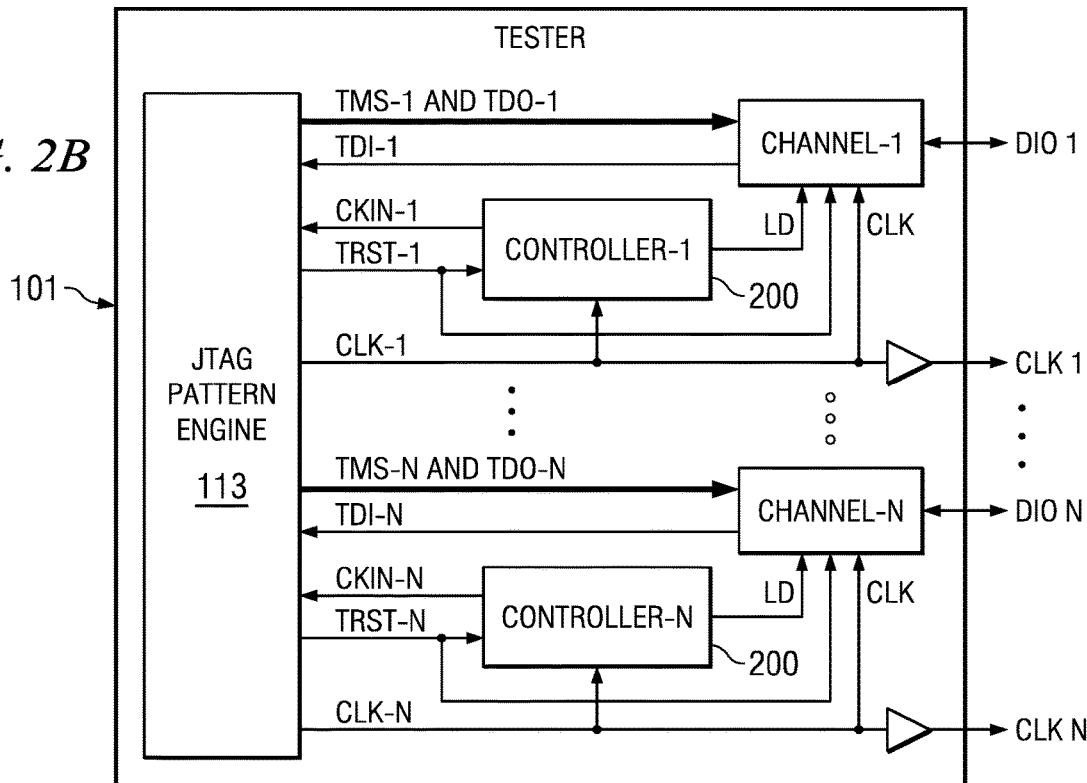 TESTER
2B
TMS-1 AND TDO-1
TDI-1
CHANNEL-1
DIO 1
CKIN-1
TRST-1
CONTROLLER-1
200
LD
CLK
101
CLK-1
CLK 1
JTAG
PATTERN
ENGINE
113
TMS-N AND TDO-N
TDI-N
CHANNEL-N
DIO N
CKIN-N
TRST-N
CONTROLLER-N
200
LD
CLK
CLK-N
CLK N